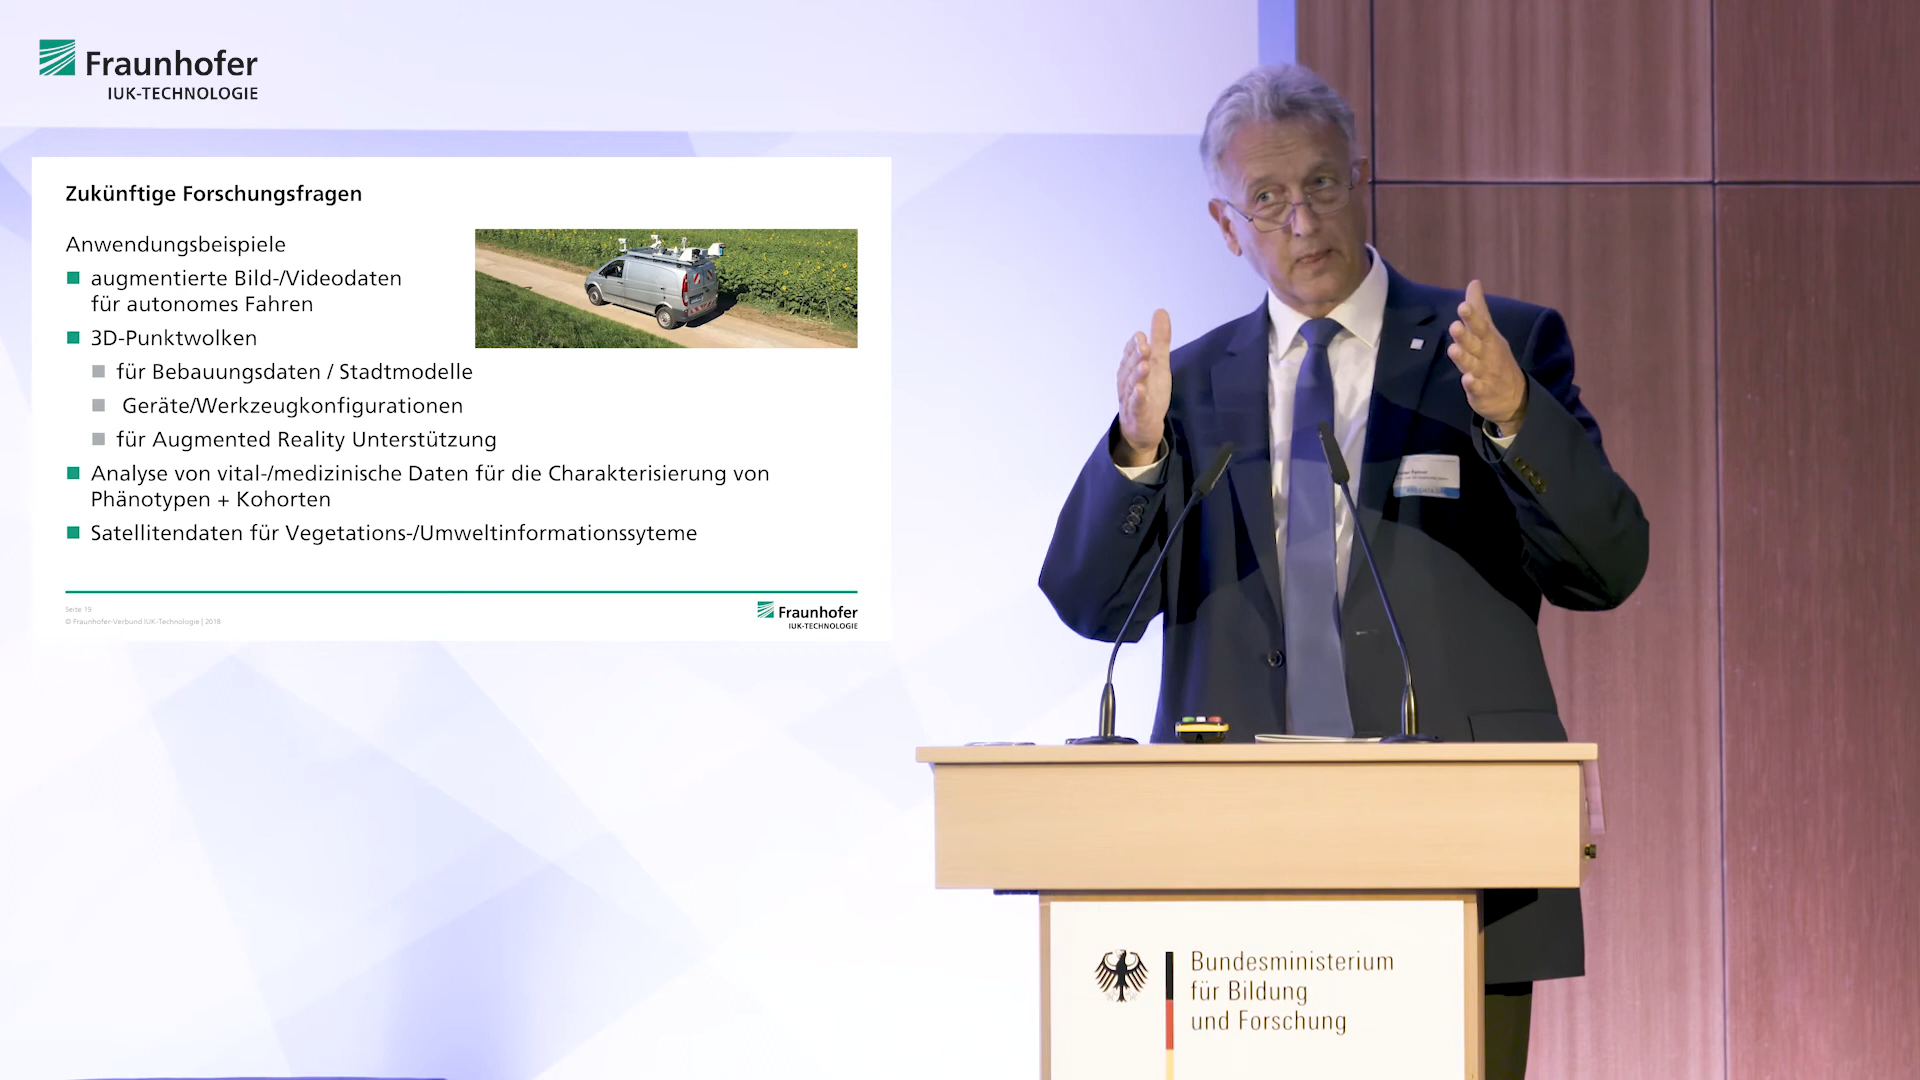 Fraunhofer
IUK-TECHNOLOGIE
Zukünftige Forschungsfragen
Anwendungsbeispiele
augmentierte Bild-/Videodaten
für autonomes Fahren
3D-Punktwolken
für Bebauungsdaten / Stadtmodelle
Geräte/Werkzeugkonfigurationen
für Augmented Reality Unterstützung
Analyse von vital-/medizinische Daten für die Charakterisierung von
Phänotypen + Kohorten
Satellitendaten für Vegetations-/Umweltinformationssyteme
Seite 19
© Fraunhofer-Verbund IUK-Technologie | 2018
Fraunhofer
IUK-TECHNOLOGIE
Bundesministerium
für Bildung
und Forschung